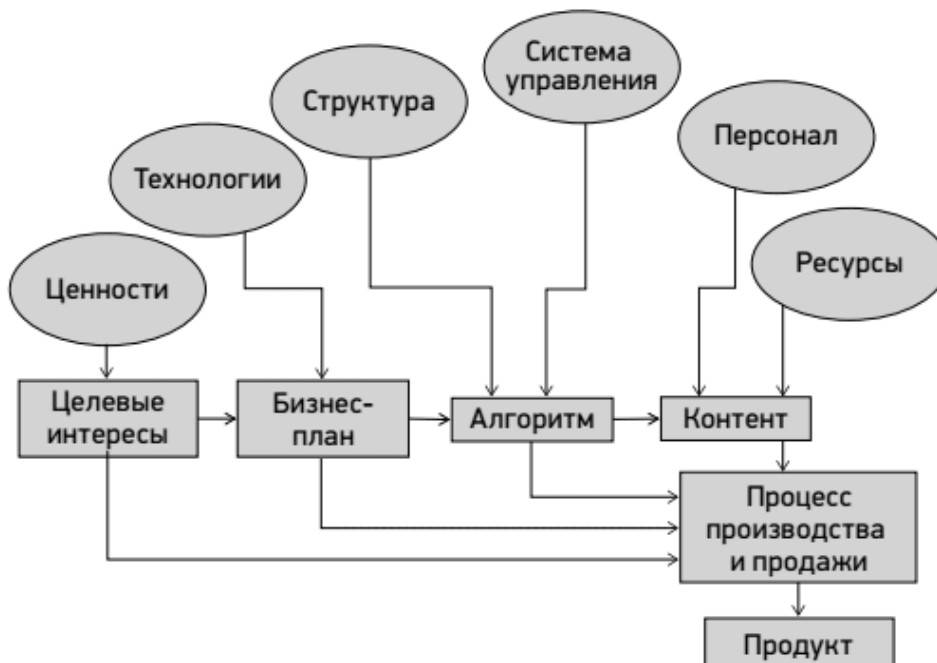 Система
управления
Структура
Персонал
Технологии
Ресурсы
Ценности
Целевые
интересы
Бизнес-
план
Алгоритм
Контент
Процесс
производства
и продажи
Продукт